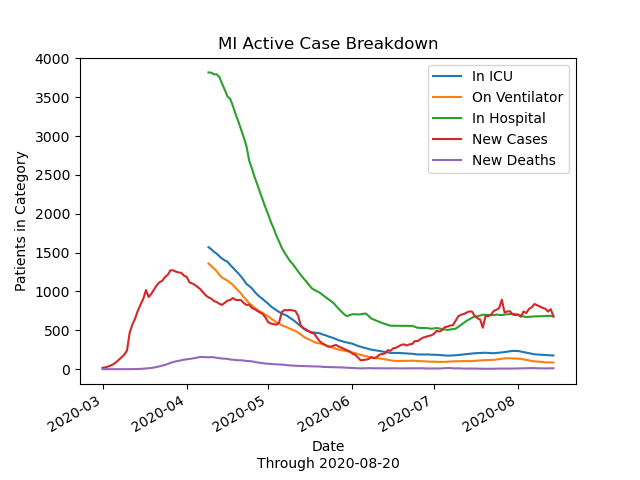 MI Active Case Breakdown
Patients in Category
4000
3500
3000
2500
2000
1500
1000
500
0
In ICU
On Ventilator
In Hospital
New Cases
New Deaths
2020-03
2020-04
2020-05
2020-06
2020-07
2020-08
Date
Through 2020-08-20